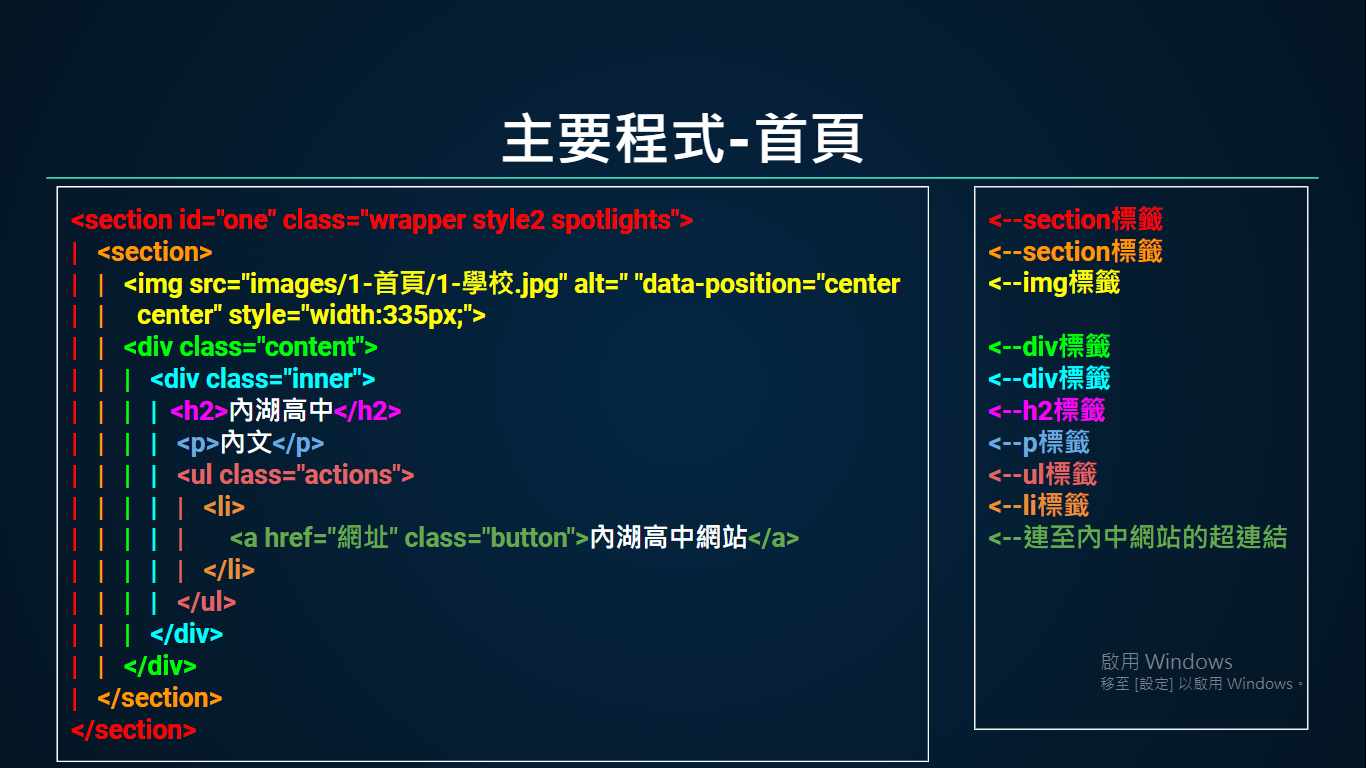 主要程式-首頁
<section id="one" class="wrapper style2 spotlights">
| <section>
| | <img src="images/1-首頁/1-學校.jpg" alt=" "data-position="center
| | center" style="width:335px;">
| | <div class="content">
| | | <div class="inner">
| | | | <h2>內湖高中</h2>
| | | | <p>內文</p>
| | | | <ul class="actions">
| | | | | <li>
| | | | | <a href="網址" class="button">內湖高中網站</a>
| | | | | </li>
| | | | </ul>
| | | </div>
| | </div>
| </section>
</section>
<--section標籤
<--section標籤
<--img標籤
<--div標籤
<--div標籤
<--h2標籤
<--p標籤
<--ul標籤
<--li標籤
<--連至內中網站的超連結
啟用 Windows
移至 [設定] 以啟用 Windows。